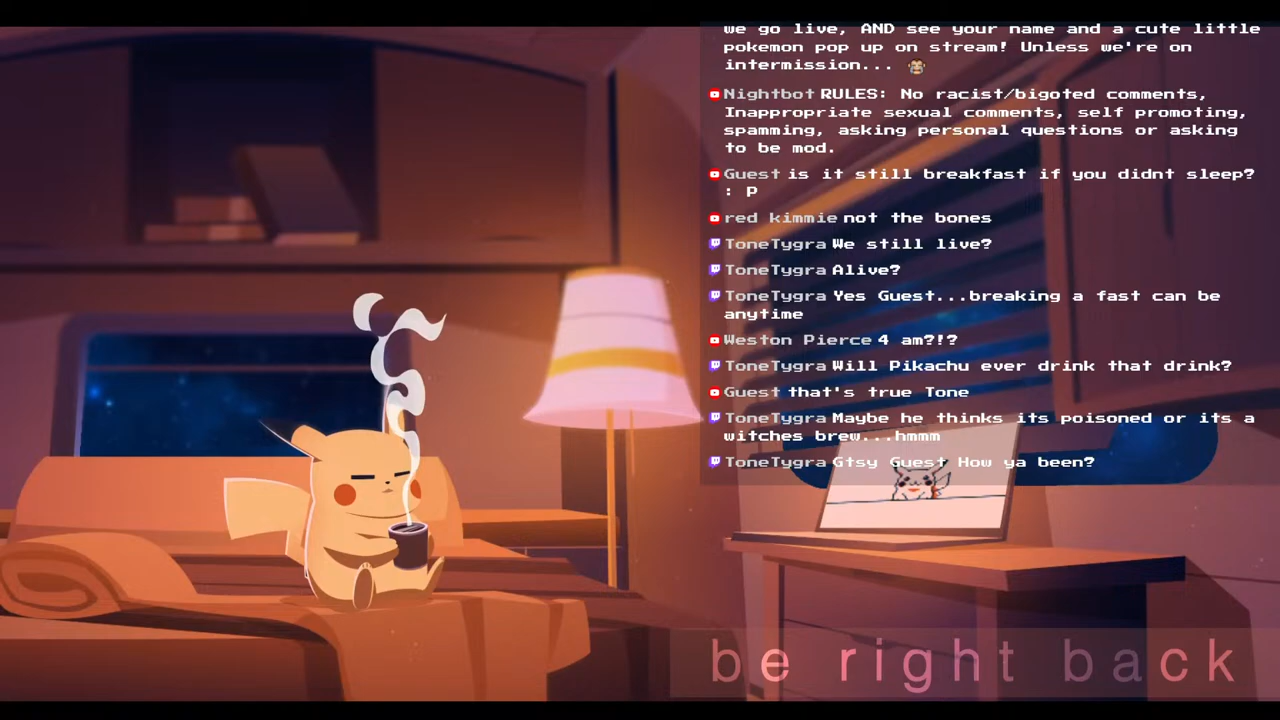 we go live, AND see your name and a cute little
pokemon pop up on stream! Unless we're on
intermission... 🙊
Nightbot RULES: No racist/bigoted comments,
Inappropriate sexual comments, self promoting,
spamming, asking personal questions or asking
to be mod.
Guest is it still breakfast if you didnt sleep?
: P
red kimmie not the bones
ToneTygra We still live?
ToneTygra Alive?
ToneTygra Yes Guest...breaking a fast can be
anytime
Weston Pierce 4 am?!?
ToneTygra Will Pikachu ever drink that drink?
Guest that's true Tone
ToneTygra Maybe he thinks its poisoned or its a
witches brew...hmmm
ToneTygra Gtsy Guest How ya been?
be right back